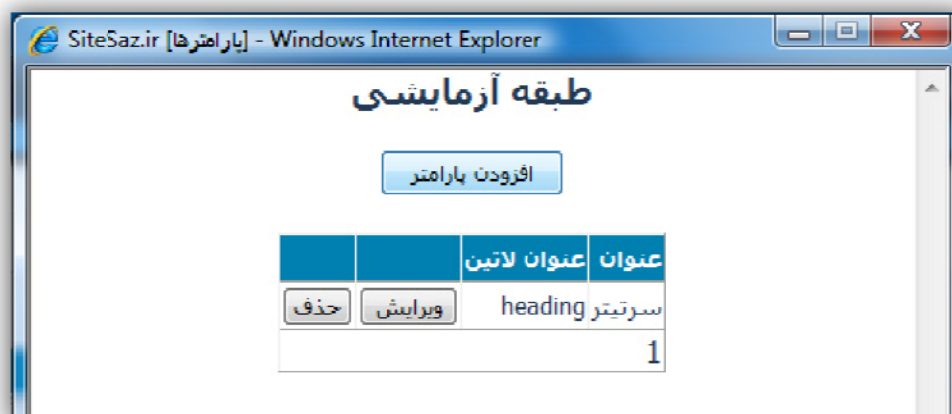 SiteSaz.ir [پارامترها] - Windows Internet Explorer
طبقه آزمایشی
افزودن پارامتر
عنوان عنوان لاتین
سرتیتر heading ویرایش حذف
1